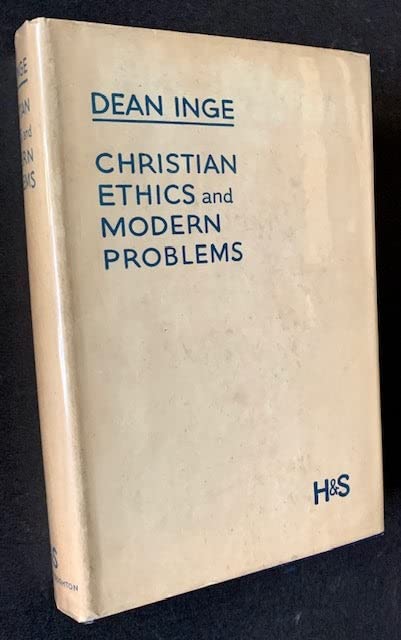 DEAN INGE
CHRISTIAN
ETHICS and
MODERN
PROBLEMS
H&S
INGE